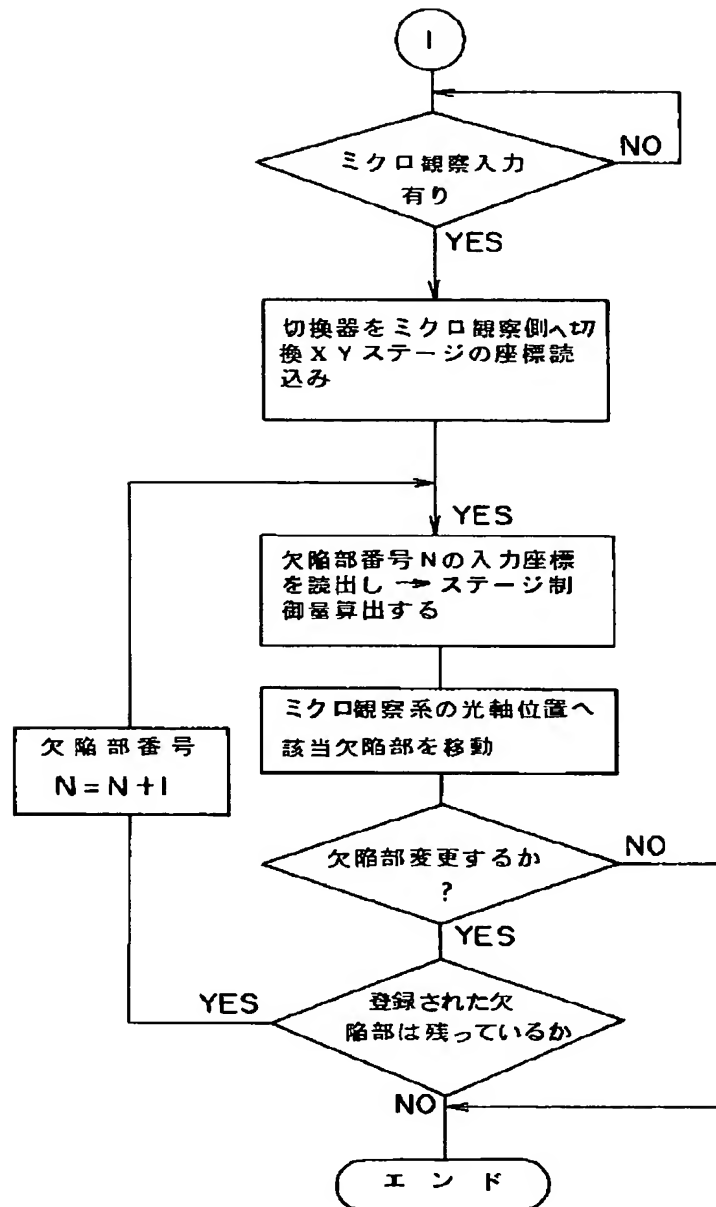 1
ミクロ観察入力
有り
NO
YES
切換器をミクロ観察側へ切
換XYステージの座標読
込み
YES
欠陥部番号Nの入力座標
を読出し→ステージ制
御量算出する
ミクロ観察系の光軸位置へ
該当欠陥部を移動
欠陥部番号
N=N+1
欠陥部変更するか
?
NO
YES
登録された欠
陥部は残っているか
YES
NO
エンド